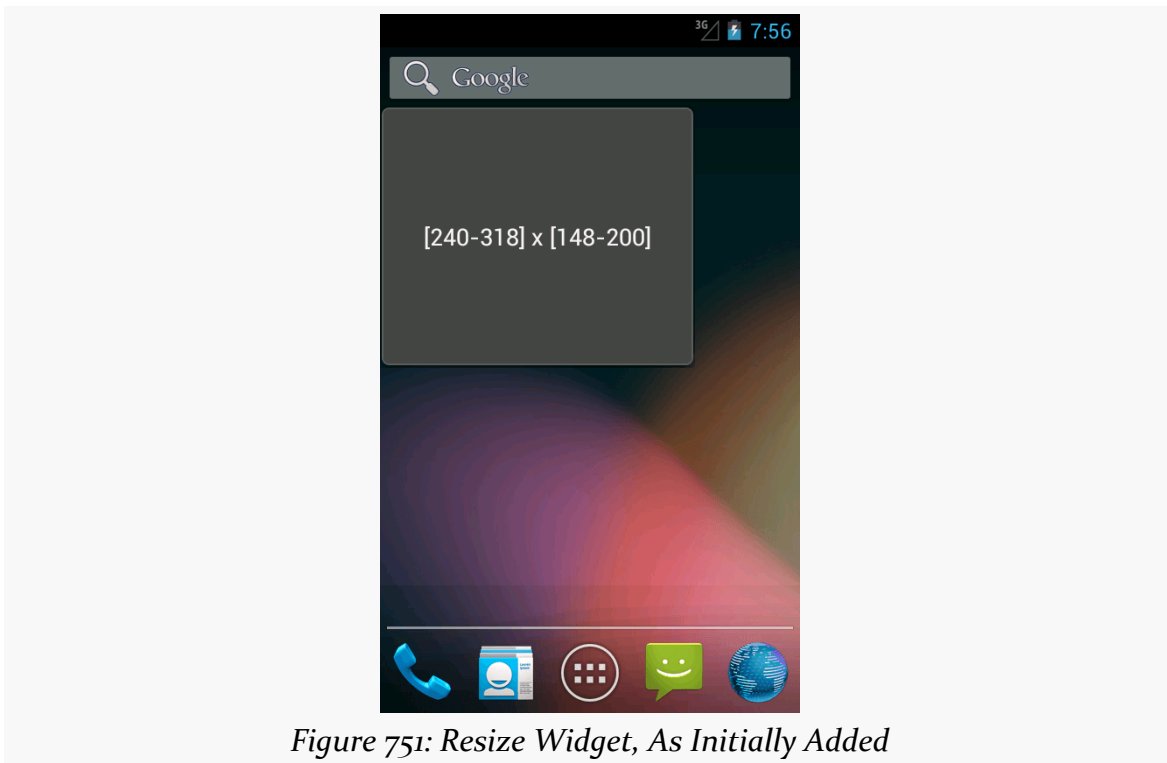 3G 7:56
Google
[240-318] x [148-200]
Figure 751: Resize Widget, As Initially Added